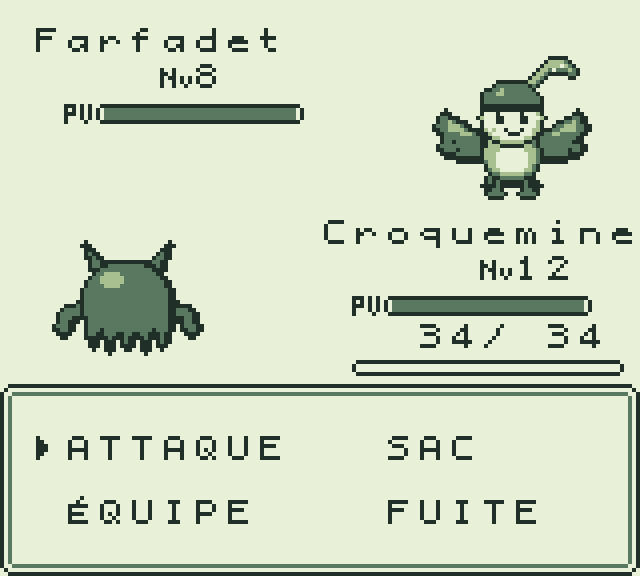 Farfadet
Nv8
PV
Croquemine
Nv12
PV
34/ 34
ATTAQUE SAC
ÉQUIPE FUITE